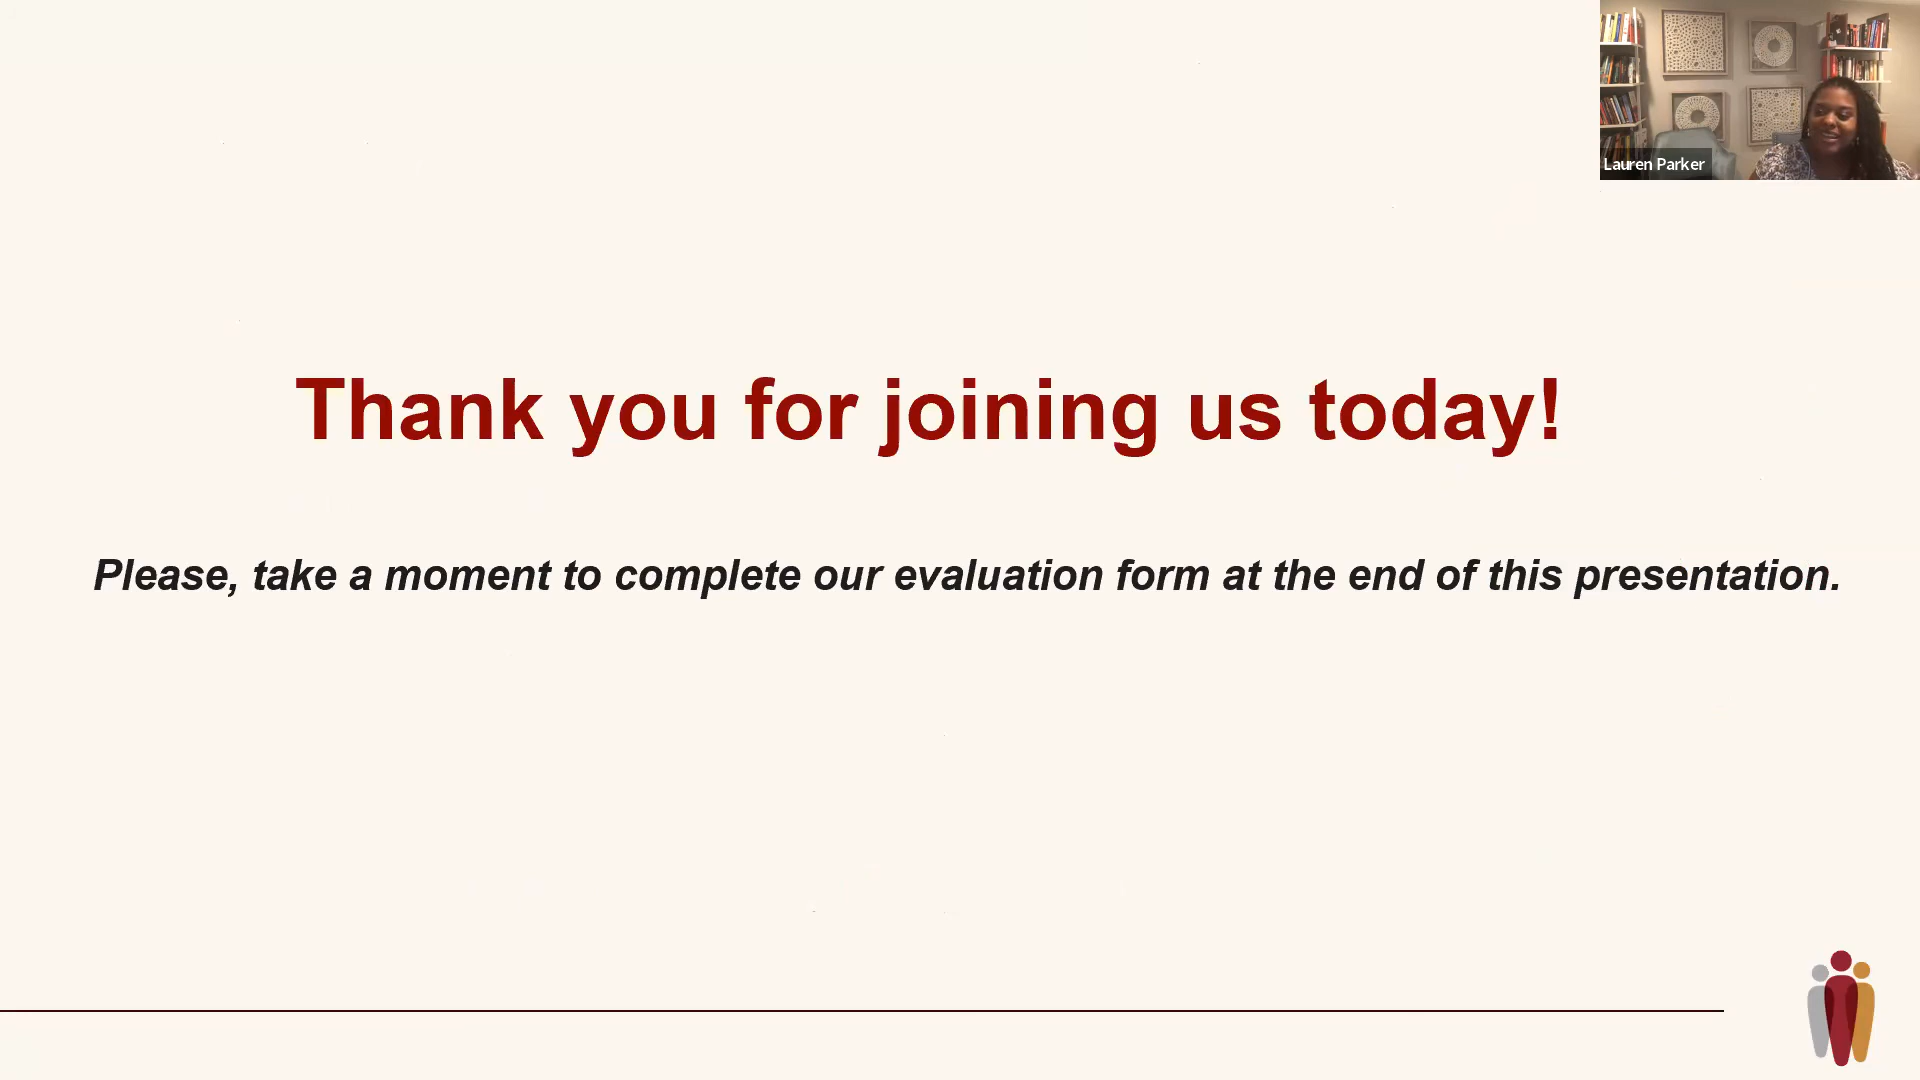 Lauren Parker
Thank you for joining us today!
Please, take a moment to complete our evaluation form at the end of this presentation.